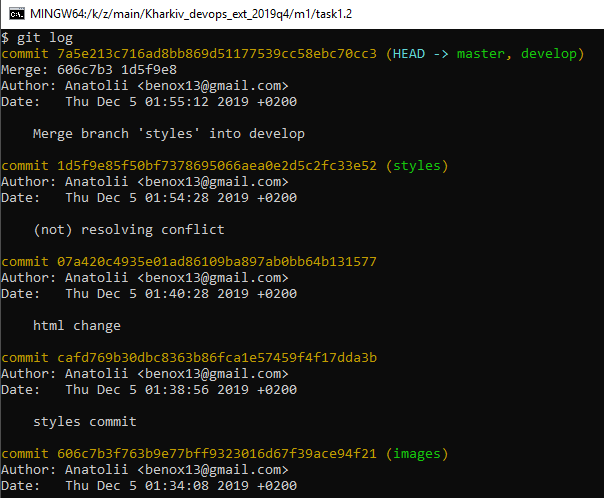 MINGW64:/k/z/main/Kharkiv_devops_ext_2019q4/m1/task1.2
$ git log
commit 7a5e213c716ad8bb869d51177539cc58ebc70cc3 (HEAD -> master, develop)
Merge: 606c7b3 1d5f9e8
Author: Anatolii <benox13@gmail.com>
Date:   Thu Dec 5 01:55:12 2019 +0200
    Merge branch 'styles' into develop
commit 1d5f9e85f50bf7378695066aea0e2d5c2fc33e52 (styles)
Author: Anatolii <benox13@gmail.com>
Date:   Thu Dec 5 01:54:28 2019 +0200
    (not) resolving conflict
commit 07a420c4935e01ad86109ba897ab0bb64b131577
Author: Anatolii <benox13@gmail.com>
Date:   Thu Dec 5 01:40:28 2019 +0200
    html change
commit cafd769b30dbc8363b86fca1e57459f4f17dda3b
Author: Anatolii <benox13@gmail.com>
Date:   Thu Dec 5 01:38:56 2019 +0200
    styles commit
commit 606c7b3f763b9e77bff9323016d67f39ace94f21 (images)
Author: Anatolii <benox13@gmail.com>
Date:   Thu Dec 5 01:34:08 2019 +0200